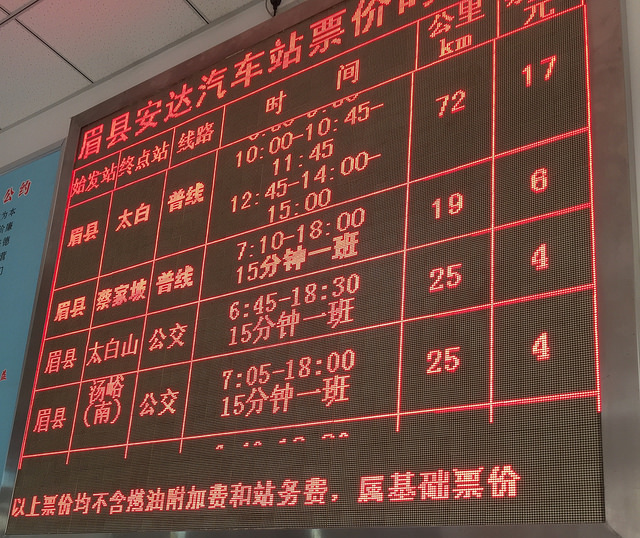 眉县安达汽车站票价时
始发站 终点站 线路 时 间 公里 km 元
眉县 太白 普线 10:00-10:45- 72 17
11:45
12:45-14:00-
15:00
眉县 蔡家坡 普线 7:10-18:00 19 6
15分钟一班
眉县 太白山 公交 6:45-18:30 25 4
15分钟一班
眉县 汤峪(南) 公交 7:05-18:00 25 4
15分钟一班
以上票价均不含燃油附加费和站务费，属基础票价
公约